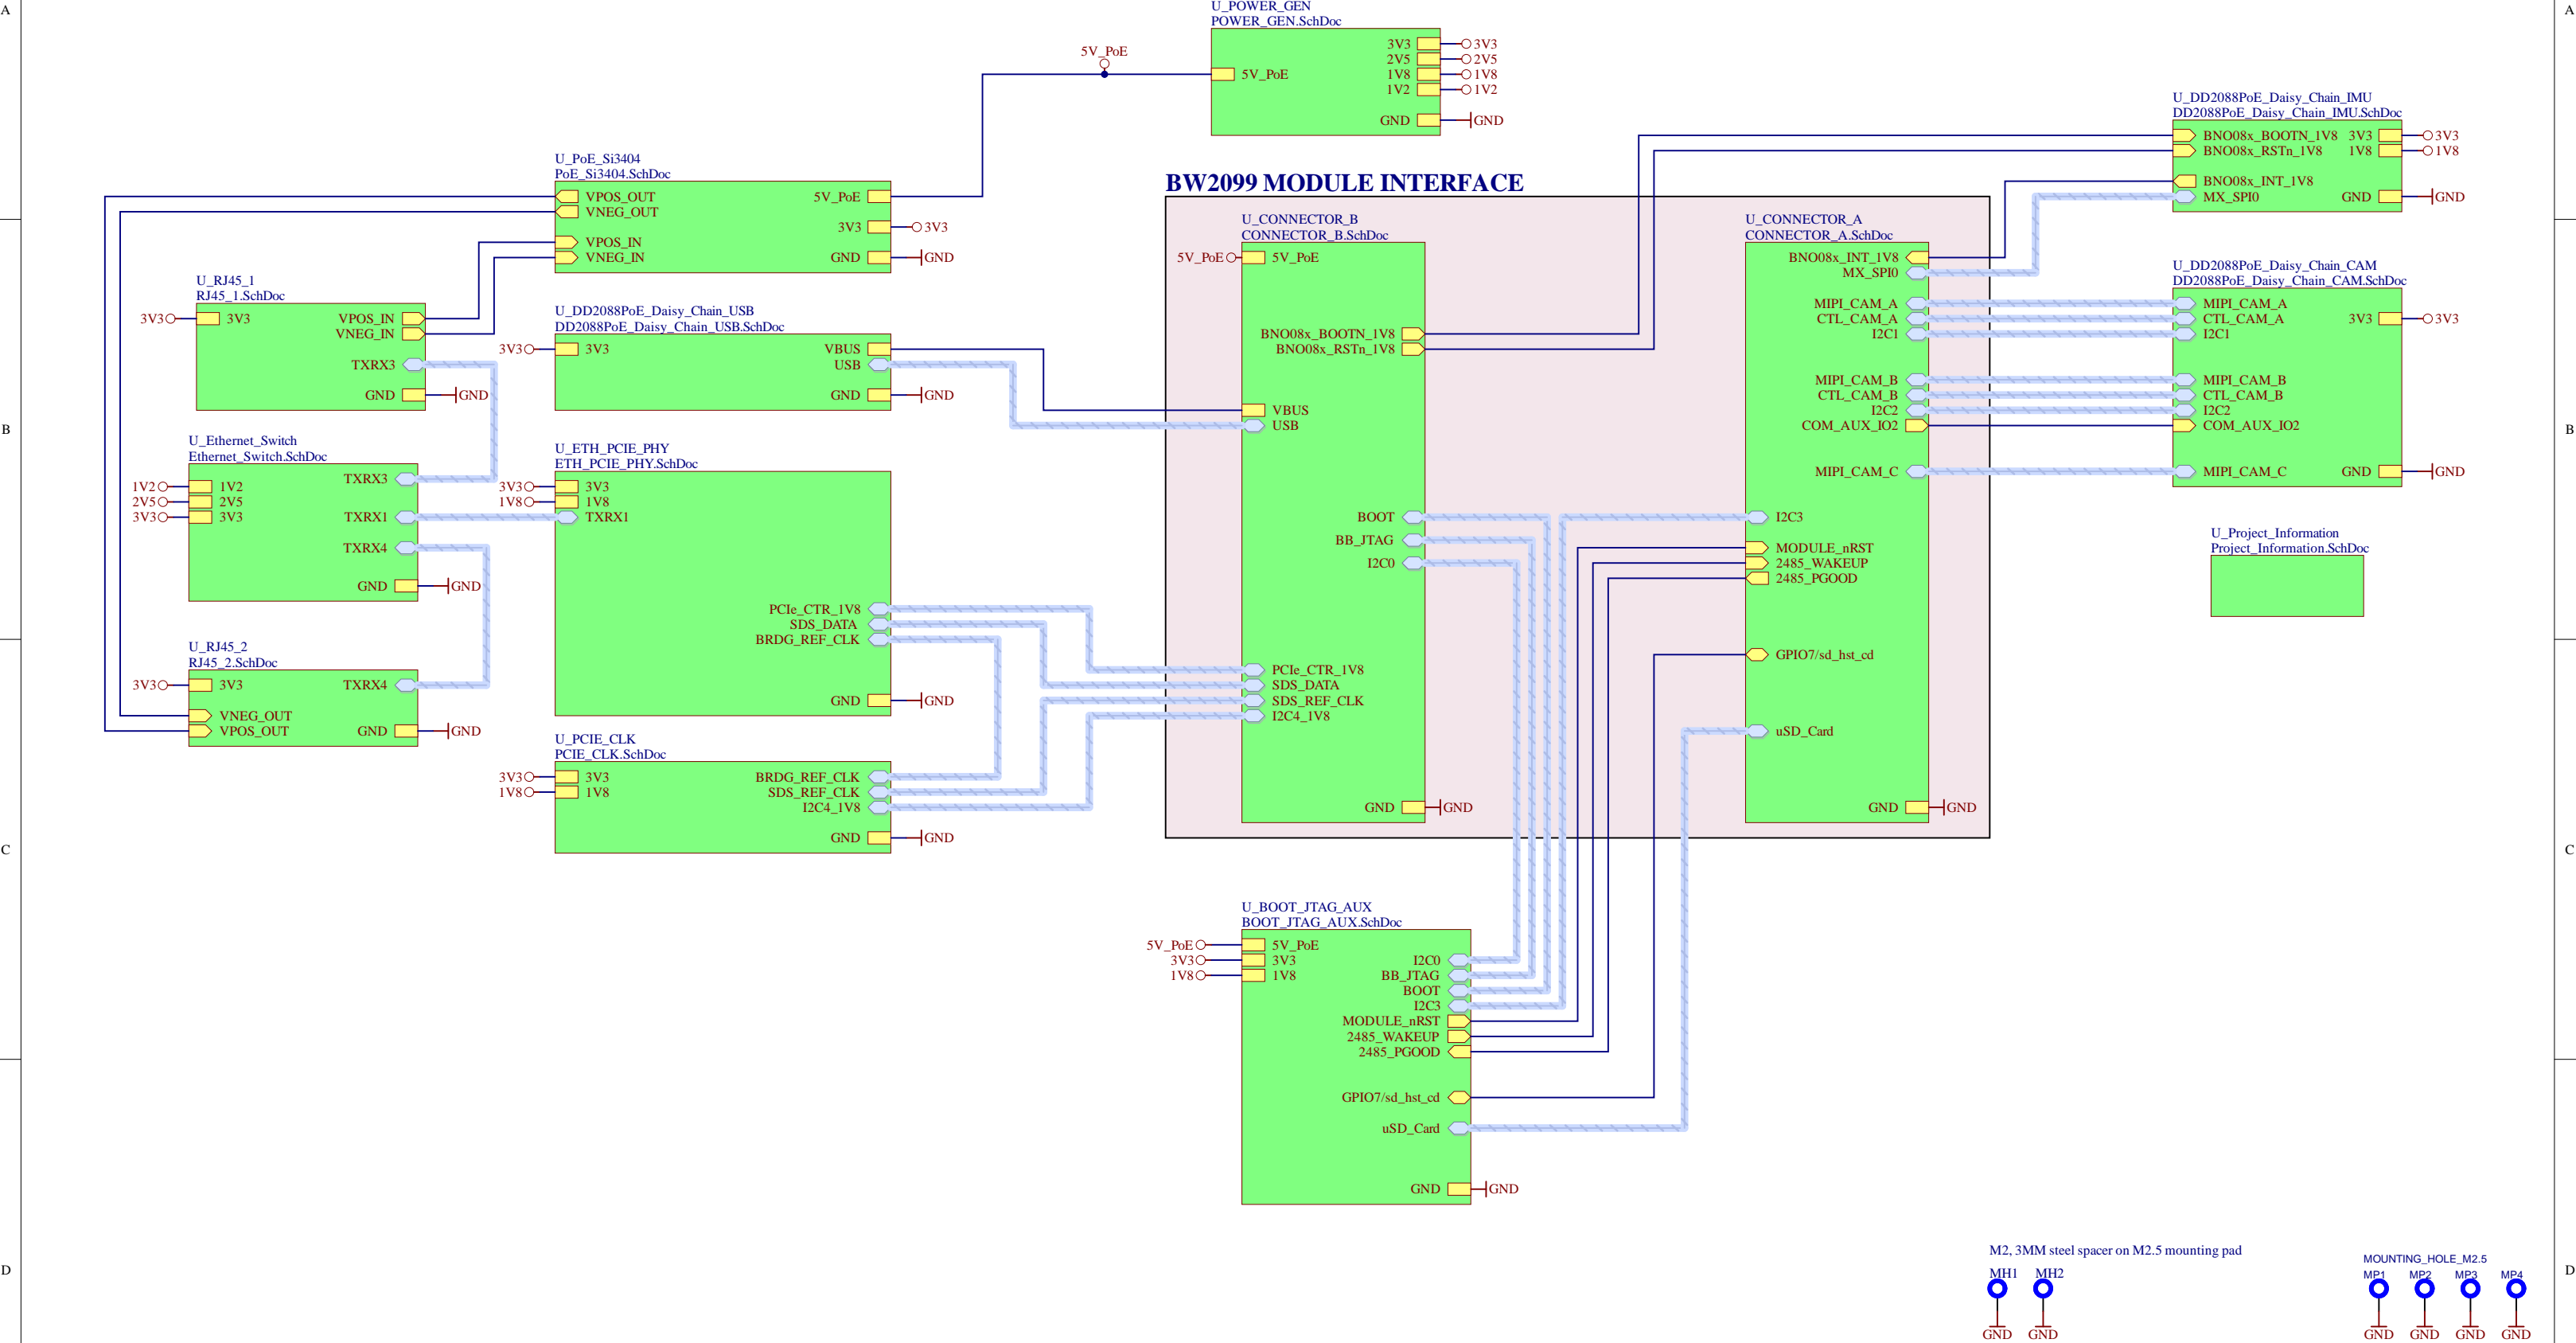 A
A
U_POWER_GEN
POWER_GEN.SchDoc
5V_PoE
5V_PoE
3V3
3V3
2V5
2V5
1V8
1V8
1V2
1V2
GND
GND
U_DD2088PoE_Daisy_Chain_IMU
DD2088PoE_Daisy_Chain_IMU.SchDoc
BNO08x_BOOTN_1V8
3V3
3V3
BNO08x_RSTn_1V8
1V8
1V8
BNO08x_INT_1V8
MX_SPI0
GND
GND
U_PoE_Si3404
PoE_Si3404.SchDoc
VPOS_OUT
5V_PoE
VNEG_OUT
3V3
3V3
VPOS_IN
VNEG_IN
GND
GND
BW2099 MODULE INTERFACE
U_CONNECTOR_B
CONNECTOR_B.SchDoc
5V_PoE
5V_PoE
BNO08x_BOOTN_1V8
BNO08x_RSTn_1V8
VBUS
USB
BOOT
BB_JTAG
I2C0
PCIe_CTR_1V8
SDS_DATA
SDS_REF_CLK
I2C4_1V8
GND
GND
U_CONNECTOR_A
CONNECTOR_A.SchDoc
BNO08x_INT_1V8
MX_SPI0
MIPI_CAM_A
CTL_CAM_A
I2C1
MIPI_CAM_B
CTL_CAM_B
I2C2
COM_AUX_IO2
MIPI_CAM_C
I2C3
MODULE_nRST
2485_WAKEUP
2485_PGOOD
GPIO7/sd_hst_cd
uSD_Card
GND
GND
U_DD2088PoE_Daisy_Chain_CAM
DD2088PoE_Daisy_Chain_CAM.SchDoc
MIPI_CAM_A
CTL_CAM_A
3V3
3V3
I2C1
MIPI_CAM_B
CTL_CAM_B
I2C2
COM_AUX_IO2
MIPI_CAM_C
GND
GND
U_RJ45_1
RJ45_1.SchDoc
3V3
3V3
VPOS_IN
VNEG_IN
TXRX3
GND
GND
U_DD2088PoE_Daisy_Chain_USB
DD2088PoE_Daisy_Chain_USB.SchDoc
3V3
3V3
VBUS
USB
GND
GND
B
B
U_Ethernet_Switch
Ethernet_Switch.SchDoc
TXRX3
1V2
1V2
2V5
2V5
3V3
3V3
TXRX1
TXRX4
GND
GND
U_ETH_PCIE_PHY
ETH_PCIE_PHY.SchDoc
3V3
3V3
1V8
1V8
TXRX1
PCIe_CTR_1V8
SDS_DATA
BRDG_REF_CLK
GND
GND
U_Project_Information
Project_Information.SchDoc
U_RJ45_2
RJ45_2.SchDoc
3V3
3V3
TXRX4
VNEG_OUT
VPOS_OUT
GND
GND
U_PCIE_CLK
PCIE_CLK.SchDoc
3V3
3V3
BRDG_REF_CLK
1V8
1V8
SDS_REF_CLK
I2C4_1V8
GND
GND
C
C
U_BOOT_JTAG_AUX
BOOT_JTAG_AUX.SchDoc
5V_PoE
5V_PoE
3V3
3V3
1V8
1V8
I2C0
BB_JTAG
BOOT
I2C3
MODULE_nRST
2485_WAKEUP
2485_PGOOD
GPIO7/sd_hst_cd
uSD_Card
GND
GND
D
D
M2, 3MM steel spacer on M2.5 mounting pad
MH1
MH2
GND
GND
MOUNTING_HOLE_M2.5
MP1
MP2
MP3
MP4
GND
GND
GND
GND